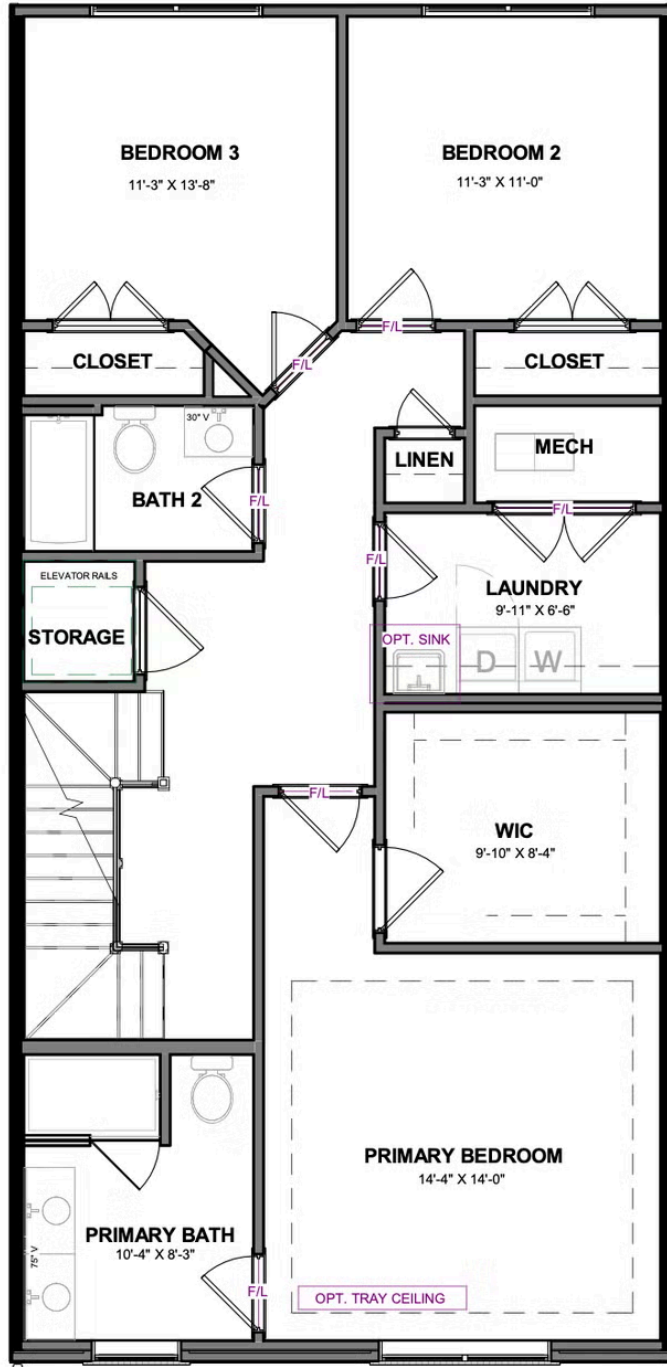 BEDROOM 3
11'-3" X 13'-8"
BEDROOM 2
11'-3" X 11'-0"
F/L
F/L
CLOSET
CLOSET
30" V
BATH 2
F/L
LINEN
MECH
F/L
F/L
ELEVATOR RAILS
STORAGE
LAUNDRY
9'-11" X 6'-6"
OPT. SINK
D
W
F/L
WIC
9'-10" X 8'-4"
PRIMARY BEDROOM
14'-4" X 14'-0"
PRIMARY BATH
10'-4" X 8'-3"
75" V
F/L
OPT. TRAY CEILING